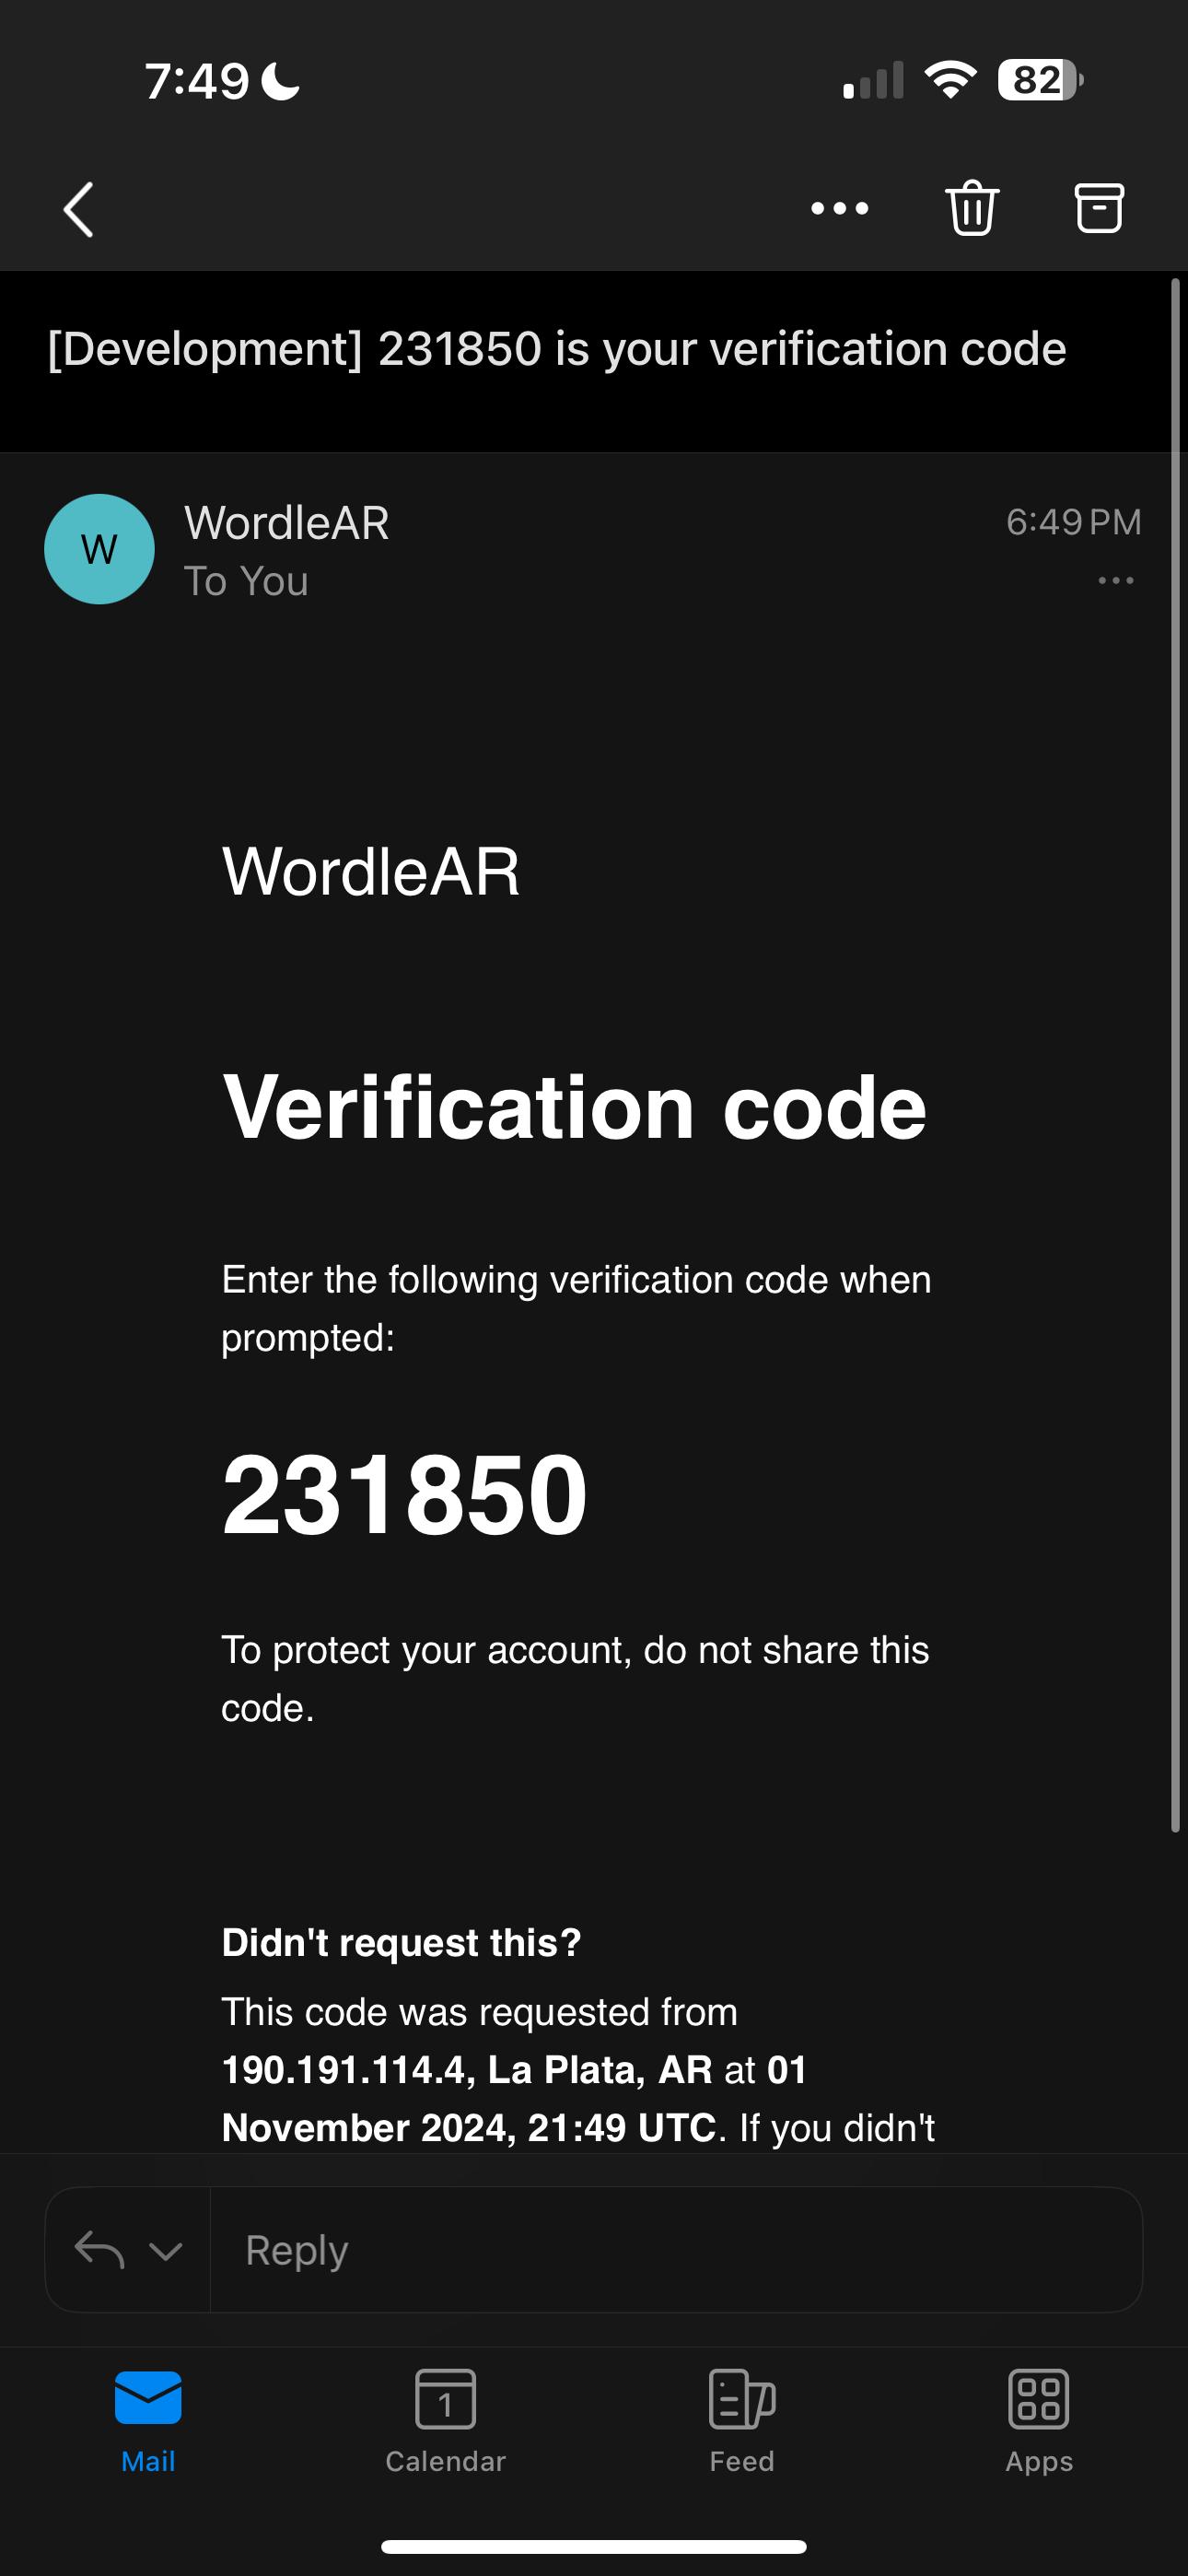 7:49
82
[Development] 231850 is your verification code
W
WordleAR
6:49 PM
To You
WordleAR
Verification code
Enter the following verification code when
prompted:
231850
To protect your account, do not share this
code.
Didn't request this?
This code was requested from
190.191.114.4, La Plata, AR at 01
November 2024, 21:49 UTC. If you didn't
Reply
1
Mail
Calendar
Feed
Apps